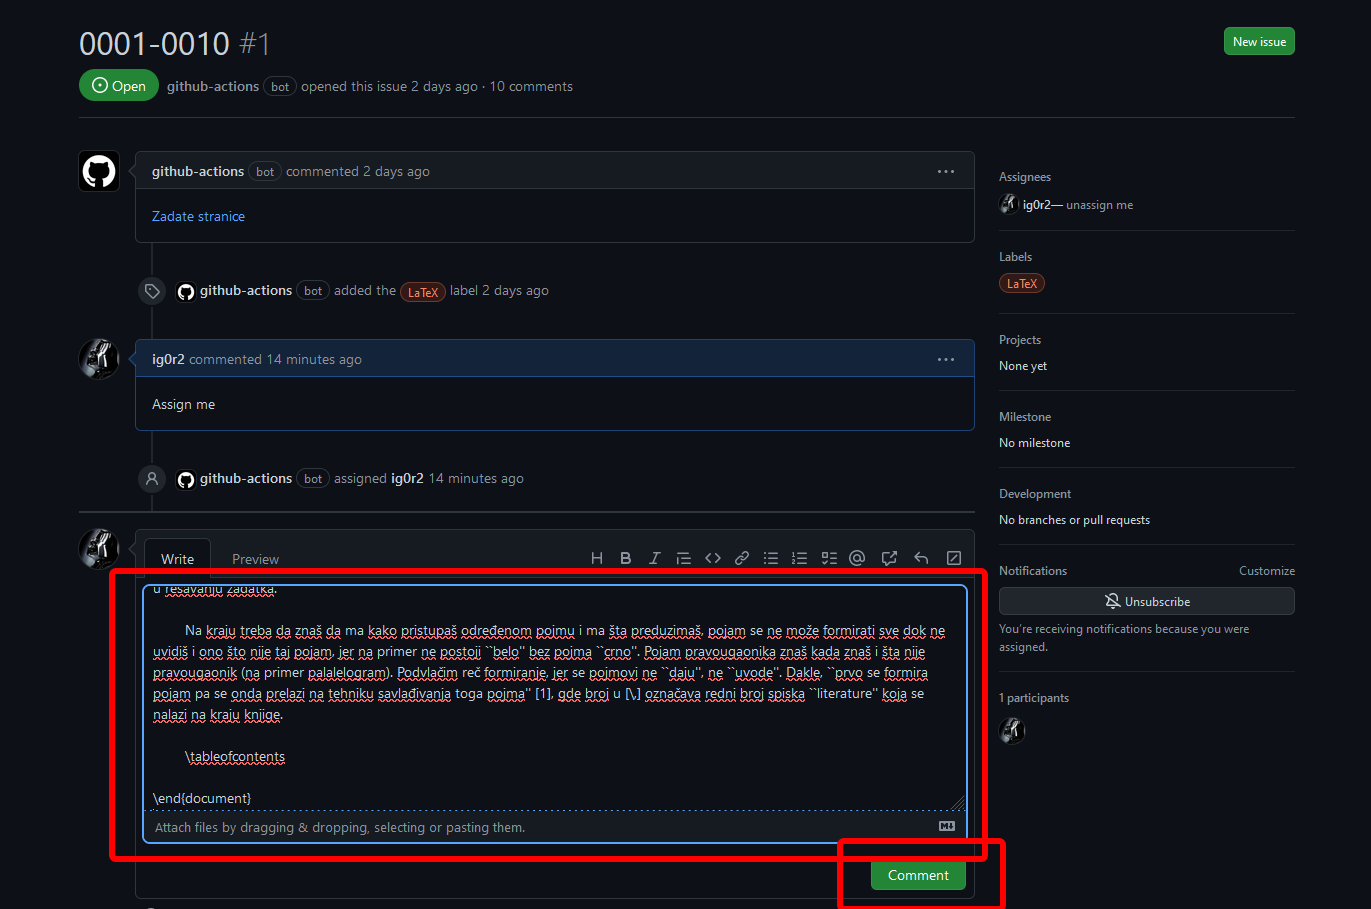 0001-0010 #1
New issue
Open github-actions bot opened this issue 2 days ago · 10 comments
github-actions bot commented 2 days ago
Zadate stranice
github-actions bot added the LaTeX label 2 days ago
ig0r2 commented 14 minutes ago
Assign me
github-actions bot assigned ig0r2 14 minutes ago
Write Preview
u rešavanju zadatka.
Na kraju treba da znaš da ma kako pristupaš određenom pojmu i ma šta preduzimaš, pojam se ne može formirati sve dok ne
uvidiš i ono što nije taj pojam, jer na primer ne postoji ``belo'' bez pojma ``crno''. Pojam pravougaonika znaš kada znaš i šta nije
pravougaonik (na primer palalelogram). Podvlačim reč formiranje, jer se pojmovi ne ``daju'', ne ``uvode''. Dakle, ``prvo se formira
pojam pa se onda prelazi na tehniku savlađivanja toga pojma'' [1], gde broj u [\,] označava redni broj spiska ``literature'' koja se
nalazi na kraju knjige.
\tableofcontents
\end{document}
Attach files by dragging & dropping, selecting or pasting them.
Comment
Assignees
ig0r2— unassign me
Labels
LaTeX
Projects
None yet
Milestone
No milestone
Development
No branches or pull requests
Notifications Customize
Unsubscribe
You're receiving notifications because you were
assigned.
1 participants